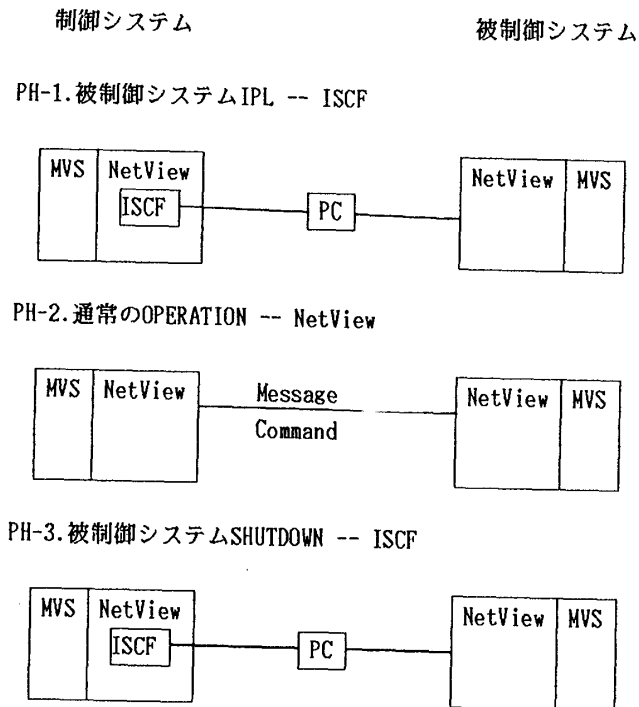 制御システム 被制御システム
PH-1.被制御システムIPL -- ISCF
MVS NetView NetView MVS
ISCF PC
PH-2.通常のOPERATION -- NetView
MVS NetView Message NetView MVS
Command
PH-3.被制御システムSHUTDOWN -- ISCF
MVS NetView NetView MVS
ISCF PC